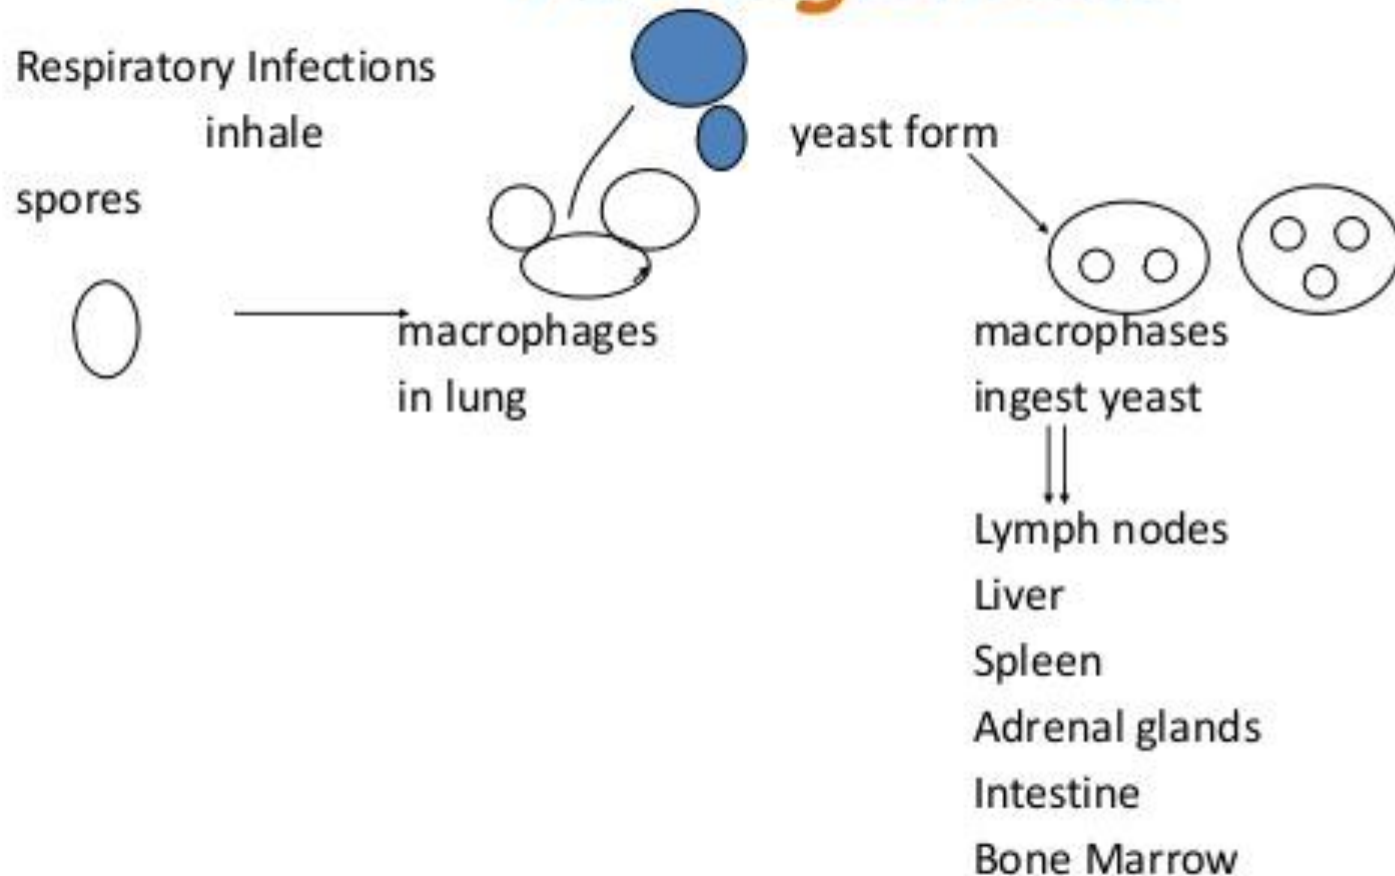 Respiratory Infections
inhale
spores
yeast form
macrophages
in lung
macrophases
ingest yeast
Lymph nodes
Liver
Spleen
Adrenal glands
Intestine
Bone Marrow